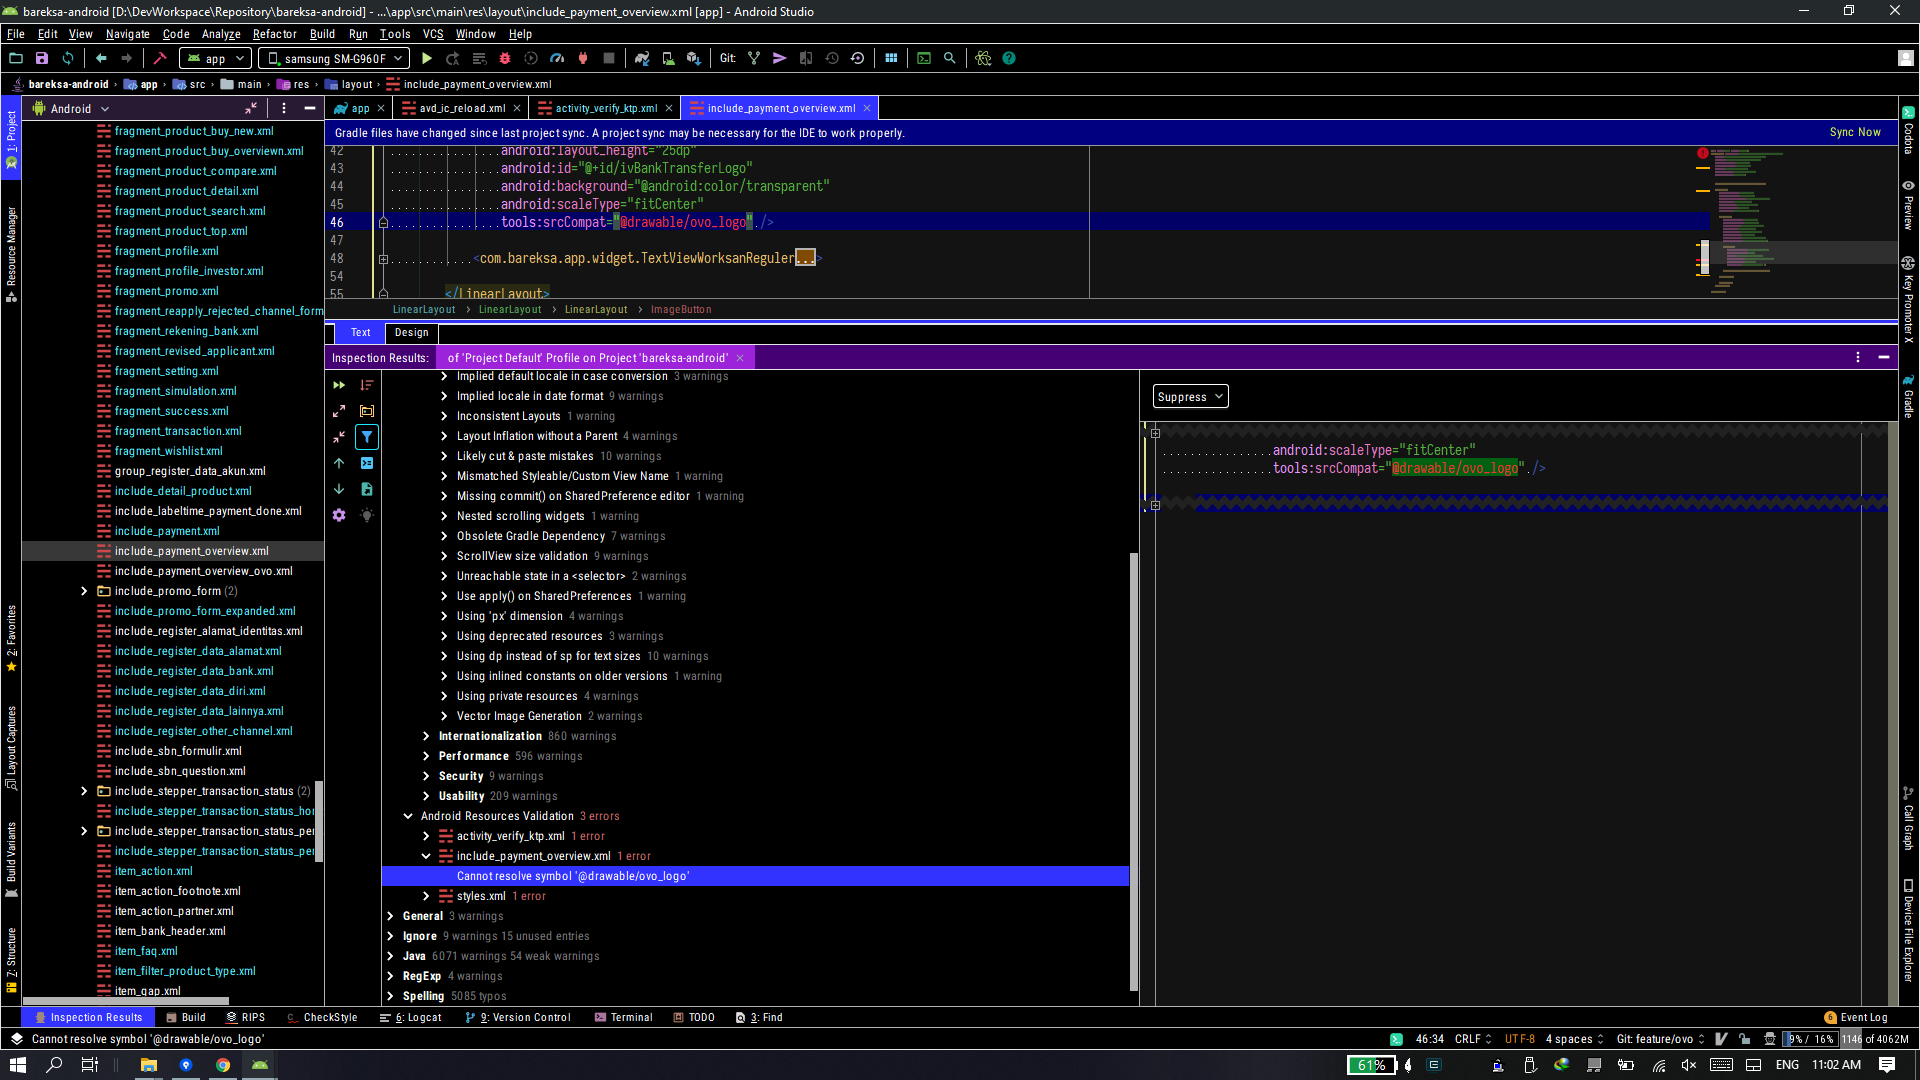 bareksa-android [D:\DevWorkspace\Repository\bareksa-android] - ...\app\src\main\res\layout\include_payment_overview.xml [app] - Android Studio
File Edit View Navigate Code Analyze Refactor Build Run Tools VCS Window Help
app samsung SM-G960F Git:
bareksa-android app src main res layout include_payment_overview.xml
Android
app avd_ic_reload.xml activity_verify_ktp.xml include_payment_overview.xml
Gradle files have changed since last project sync. A project sync may be necessary for the IDE to work properly. Sync Now
1: Project
Resource Manager
2: Favorites
Layout Captures
Build Variants
7: Structure
fragment_product_buy_new.xml
fragment_product_buy_overviewn.xml
fragment_product_compare.xml
fragment_product_detail.xml
fragment_product_search.xml
fragment_product_top.xml
fragment_profile.xml
fragment_profile_investor.xml
fragment_promo.xml
fragment_reapply_rejected_channel_form
fragment_rekening_bank.xml
fragment_revised_applicant.xml
fragment_setting.xml
fragment_simulation.xml
fragment_success.xml
fragment_transaction.xml
fragment_wishlist.xml
group_register_data_akun.xml
include_detail_product.xml
include_labeltime_payment_done.xml
include_payment.xml
include_payment_overview.xml
include_payment_overview_ovo.xml
include_promo_form (2)
include_promo_form_expanded.xml
include_register_alamat_identitas.xml
include_register_data_alamat.xml
include_register_data_bank.xml
include_register_data_diri.xml
include_register_data_lainnya.xml
include_register_other_channel.xml
include_sbn_formulir.xml
include_sbn_question.xml
include_stepper_transaction_status (2)
include_stepper_transaction_status_hor
include_stepper_transaction_status_per
include_stepper_transaction_status_per
item_action.xml
item_action_footnote.xml
item_action_partner.xml
item_bank_header.xml
item_faq.xml
item_filter_product_type.xml
item_gap.xml
42 android:layout_height="25dp"
43 android:id="@+id/ivBankTransferLogo"
44 android:background="@android:color/transparent"
45 android:scaleType="fitCenter"
46 tools:srcCompat="@drawable/ovo_logo" />
47
48 <com.bareksa.app.widget.TextViewWorksanReguler...>
54
55 </LinearLayout>
LinearLayout LinearLayout LinearLayout ImageButton
Text Design
Inspection Results: of 'Project Default' Profile on Project 'bareksa-android'
Implied default locale in case conversion 3 warnings
Implied locale in date format 9 warnings
Inconsistent Layouts 1 warning
Layout Inflation without a Parent 4 warnings
Likely cut & paste mistakes 10 warnings
Mismatched Styleable/Custom View Name 1 warning
Missing commit() on SharedPreference editor 1 warning
Nested scrolling widgets 1 warning
Obsolete Gradle Dependency 7 warnings
ScrollView size validation 9 warnings
Unreachable state in a <selector> 2 warnings
Use apply() on SharedPreferences 1 warning
Using 'px' dimension 4 warnings
Using deprecated resources 3 warnings
Using dp instead of sp for text sizes 10 warnings
Using inlined constants on older versions 1 warning
Using private resources 4 warnings
Vector Image Generation 2 warnings
Internationalization 860 warnings
Performance 596 warnings
Security 9 warnings
Usability 209 warnings
Android Resources Validation 3 errors
activity_verify_ktp.xml 1 error
include_payment_overview.xml 1 error
Cannot resolve symbol '@drawable/ovo_logo'
styles.xml 1 error
General 3 warnings
Ignore 9 warnings 15 unused entries
Java 6071 warnings 54 weak warnings
RegExp 4 warnings
Spelling 5085 typos
Suppress
android:scaleType="fitCenter"
tools:srcCompat="@drawable/ovo_logo" />
Codota
Preview
Key Promoter X
Gradle
Call Graph
Device File Explorer
Inspection Results Build RIPS CheckStyle 6: Logcat 9: Version Control Terminal TODO 3: Find 6 Event Log
Cannot resolve symbol '@drawable/ovo_logo' 46:34 CRLF UTF-8 4 spaces Git: feature/ovo 9% / 16% 1146 of 4062M
61% ENG 11:02 AM